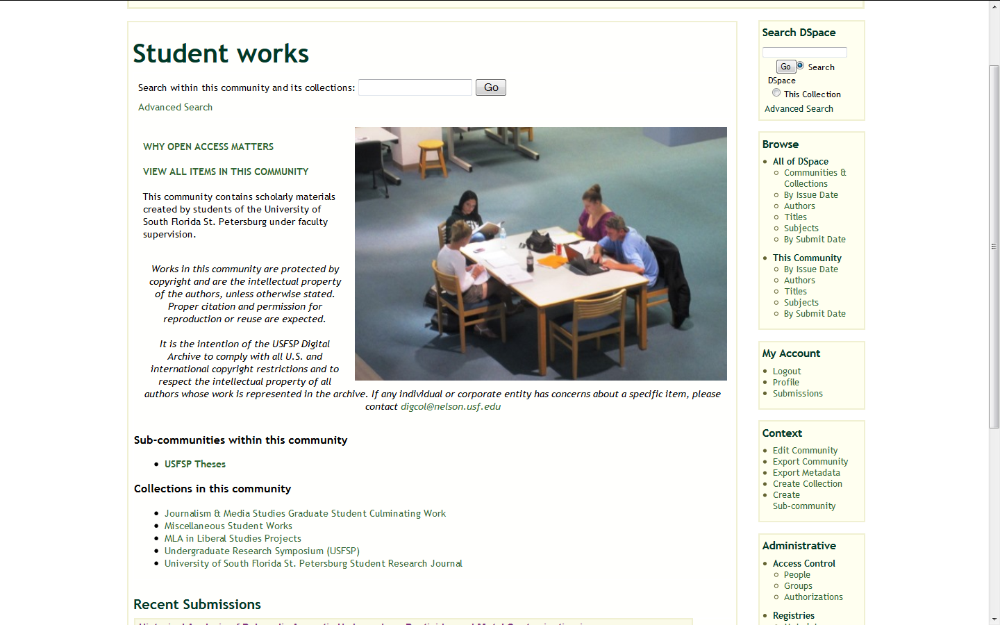 Student works
Search within this community and its collections:
Go
Advanced Search
WHY OPEN ACCESS MATTERS
VIEW ALL ITEMS IN THIS COMMUNITY
This community contains scholarly materials
created by students of the University of
South Florida St. Petersburg under faculty
supervision.
Works in this community are protected by
copyright and are the intellectual property
of the authors, unless otherwise stated.
Proper citation and permission for
reproduction or reuse are expected.
It is the intention of the USFSP Digital
Archive to comply with all U.S. and
international copyright restrictions and to
respect the intellectual property of all
authors whose work is represented in the archive. If any individual or corporate entity has concerns about a specific item, please
contact digcol@nelson.usf.edu
Sub-communities within this community
USFSP Theses
Collections in this community
Journalism & Media Studies Graduate Student Culminating Work
Miscellaneous Student Works
MLA in Liberal Studies Projects
Undergraduate Research Symposium (USFSP)
University of South Florida St. Petersburg Student Research Journal
Recent Submissions
Search DSpace
Go Search
DSpace
This Collection
Advanced Search
Browse
All of DSpace
Communities &
Collections
By Issue Date
Authors
Titles
Subjects
By Submit Date
This Community
By Issue Date
Authors
Titles
Subjects
By Submit Date
My Account
Logout
Profile
Submissions
Context
Edit Community
Export Community
Export Metadata
Create Collection
Create
Sub-community
Administrative
Access Control
People
Groups
Authorizations
Registries